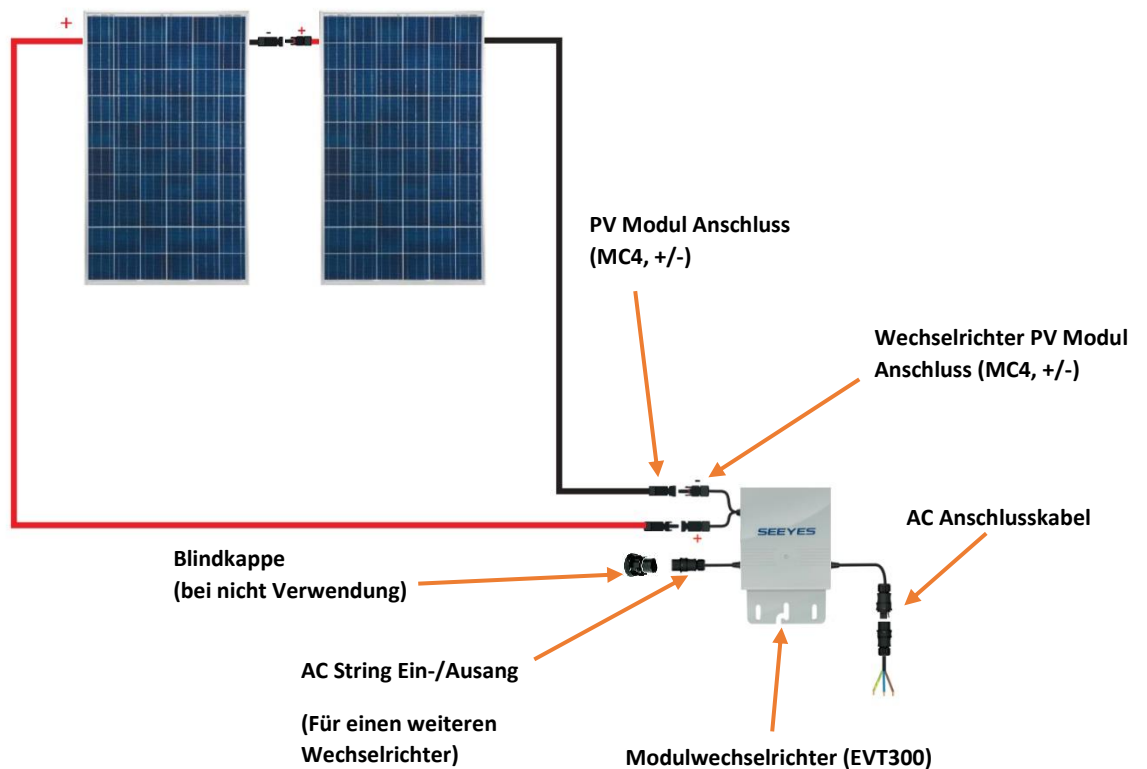 +
-
+
PV Modul Anschluss
(MC4, +/-)
Wechselrichter PV Modul
Anschluss (MC4, +/-)
-
SEEYES
+
AC Anschlusskabel
Blindkappe
(bei nicht Verwendung)
AC String Ein-/Ausang
(Für einen weiteren
Wechselrichter)
Modulwechselrichter (EVT300)